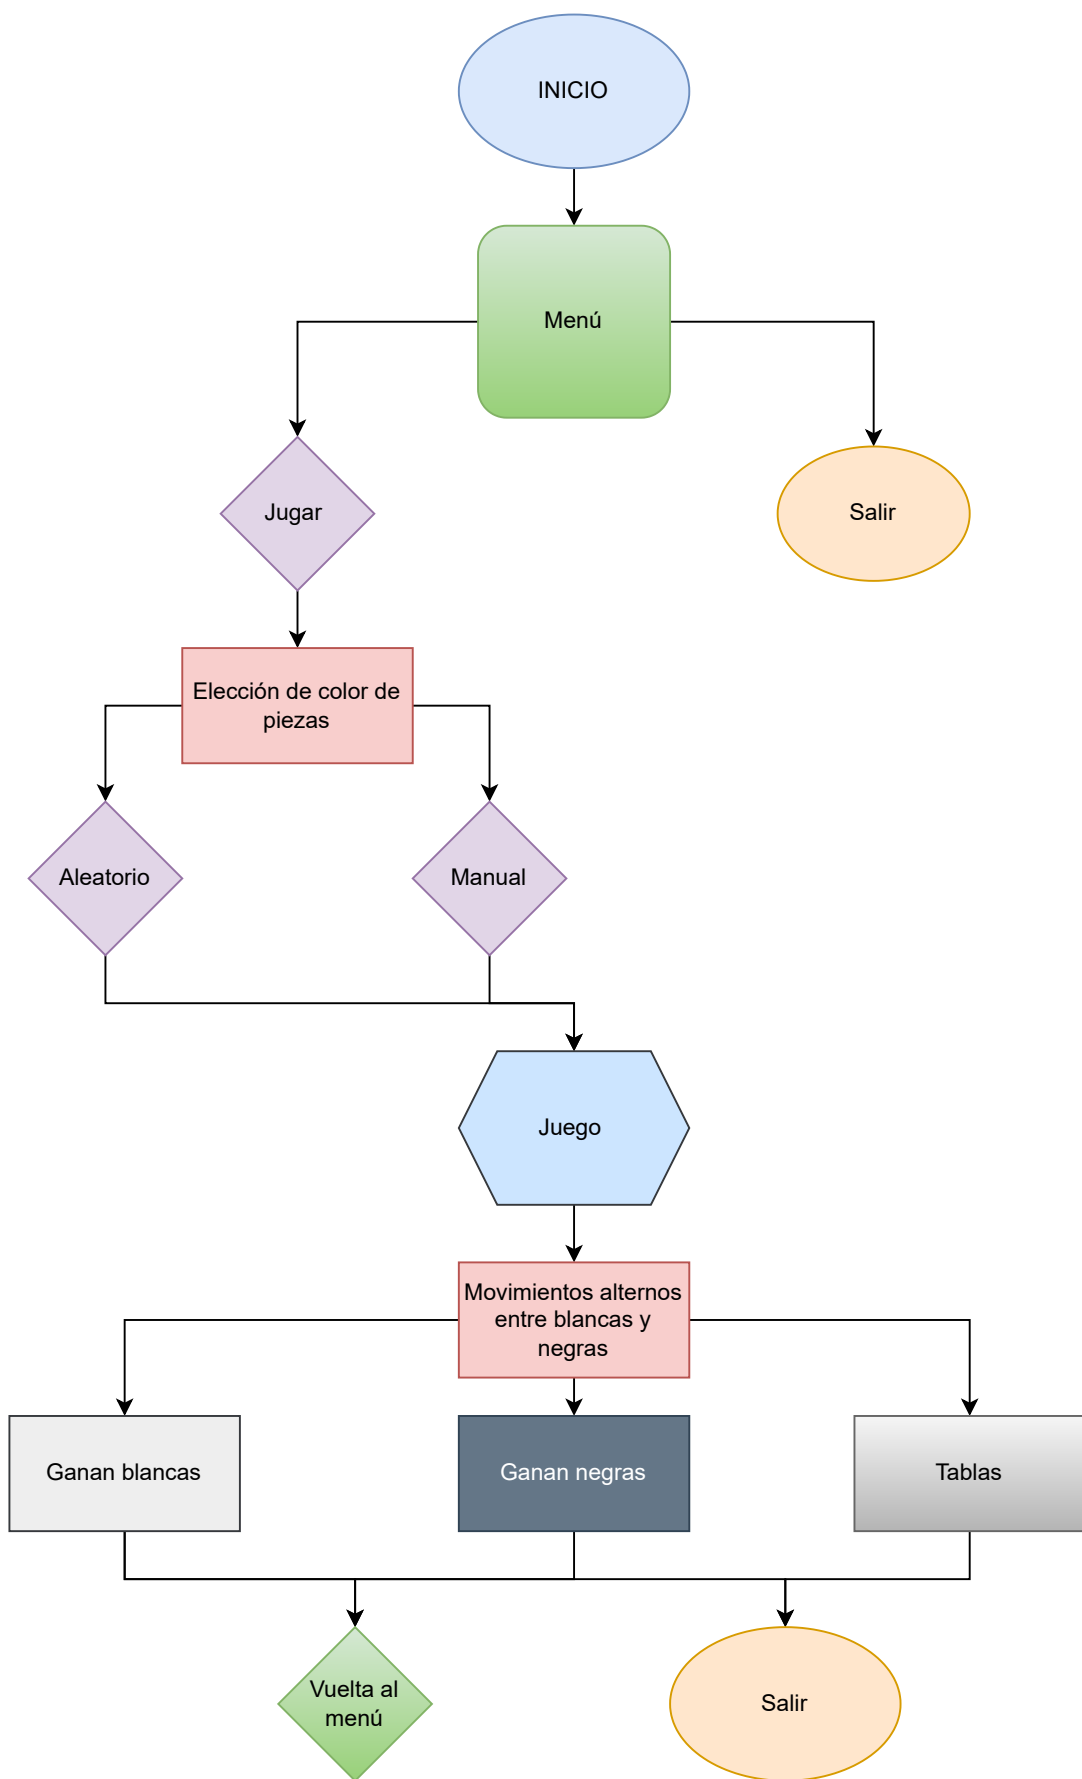 INICIO
Menú
Jugar
Salir
Elección de color de
piezas
Aleatorio
Manual
Juego
Movimientos alternos
entre blancas y
negras
Ganan blancas
Ganan negras
Tablas
Vuelta al
menú
Salir